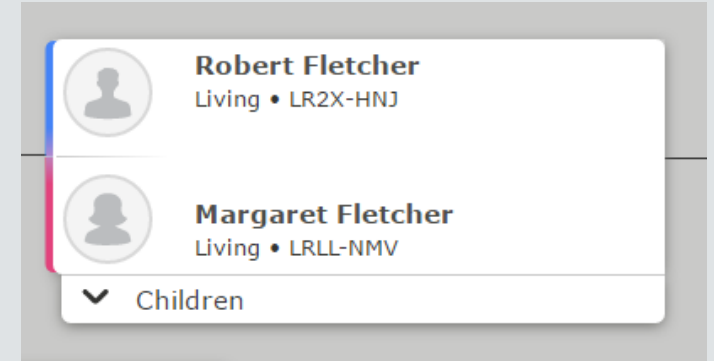 Robert Fletcher
Living • LR2X-HNJ
Margaret Fletcher
Living • LRLL-NMV
Children